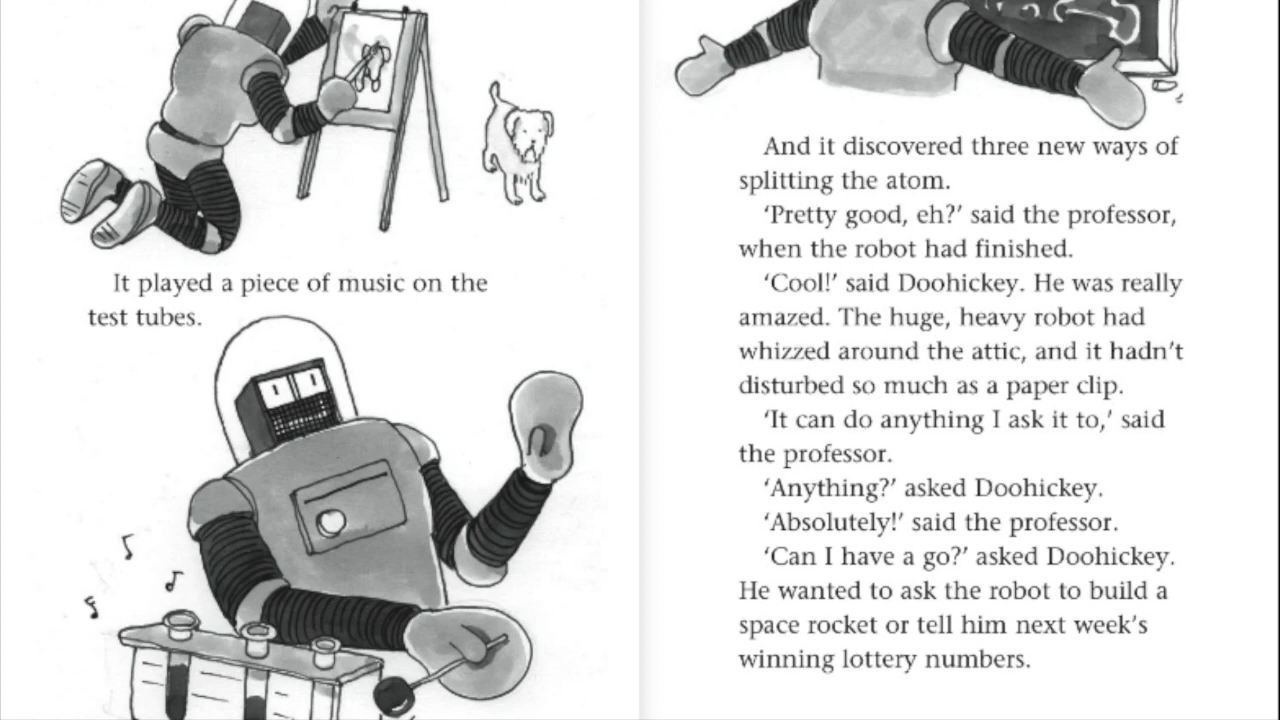 It played a piece of music on the
test tubes.
And it discovered three new ways of
splitting the atom.
‘Pretty good, eh?’ said the professor,
when the robot had finished.
‘Cool!’ said Doohickey. He was really
amazed. The huge, heavy robot had
whizzed around the attic, and it hadn’t
disturbed so much as a paper clip.
‘It can do anything I ask it to,’ said
the professor.
‘Anything?’ asked Doohickey.
‘Absolutely!’ said the professor.
‘Can I have a go?’ asked Doohickey.
He wanted to ask the robot to build a
space rocket or tell him next week’s
winning lottery numbers.